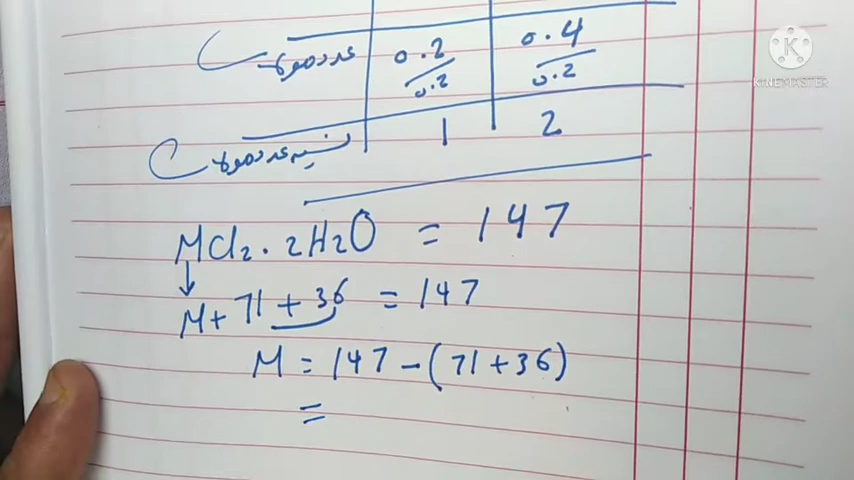 عدد مولات 0.2/0.2 0.4/0.2
نسبة عدد مولات 1 2
MCl₂ . 2H₂O = 147
M + 71 + 36 = 147
M = 147 - (71 + 36)
=
KINEMASTER